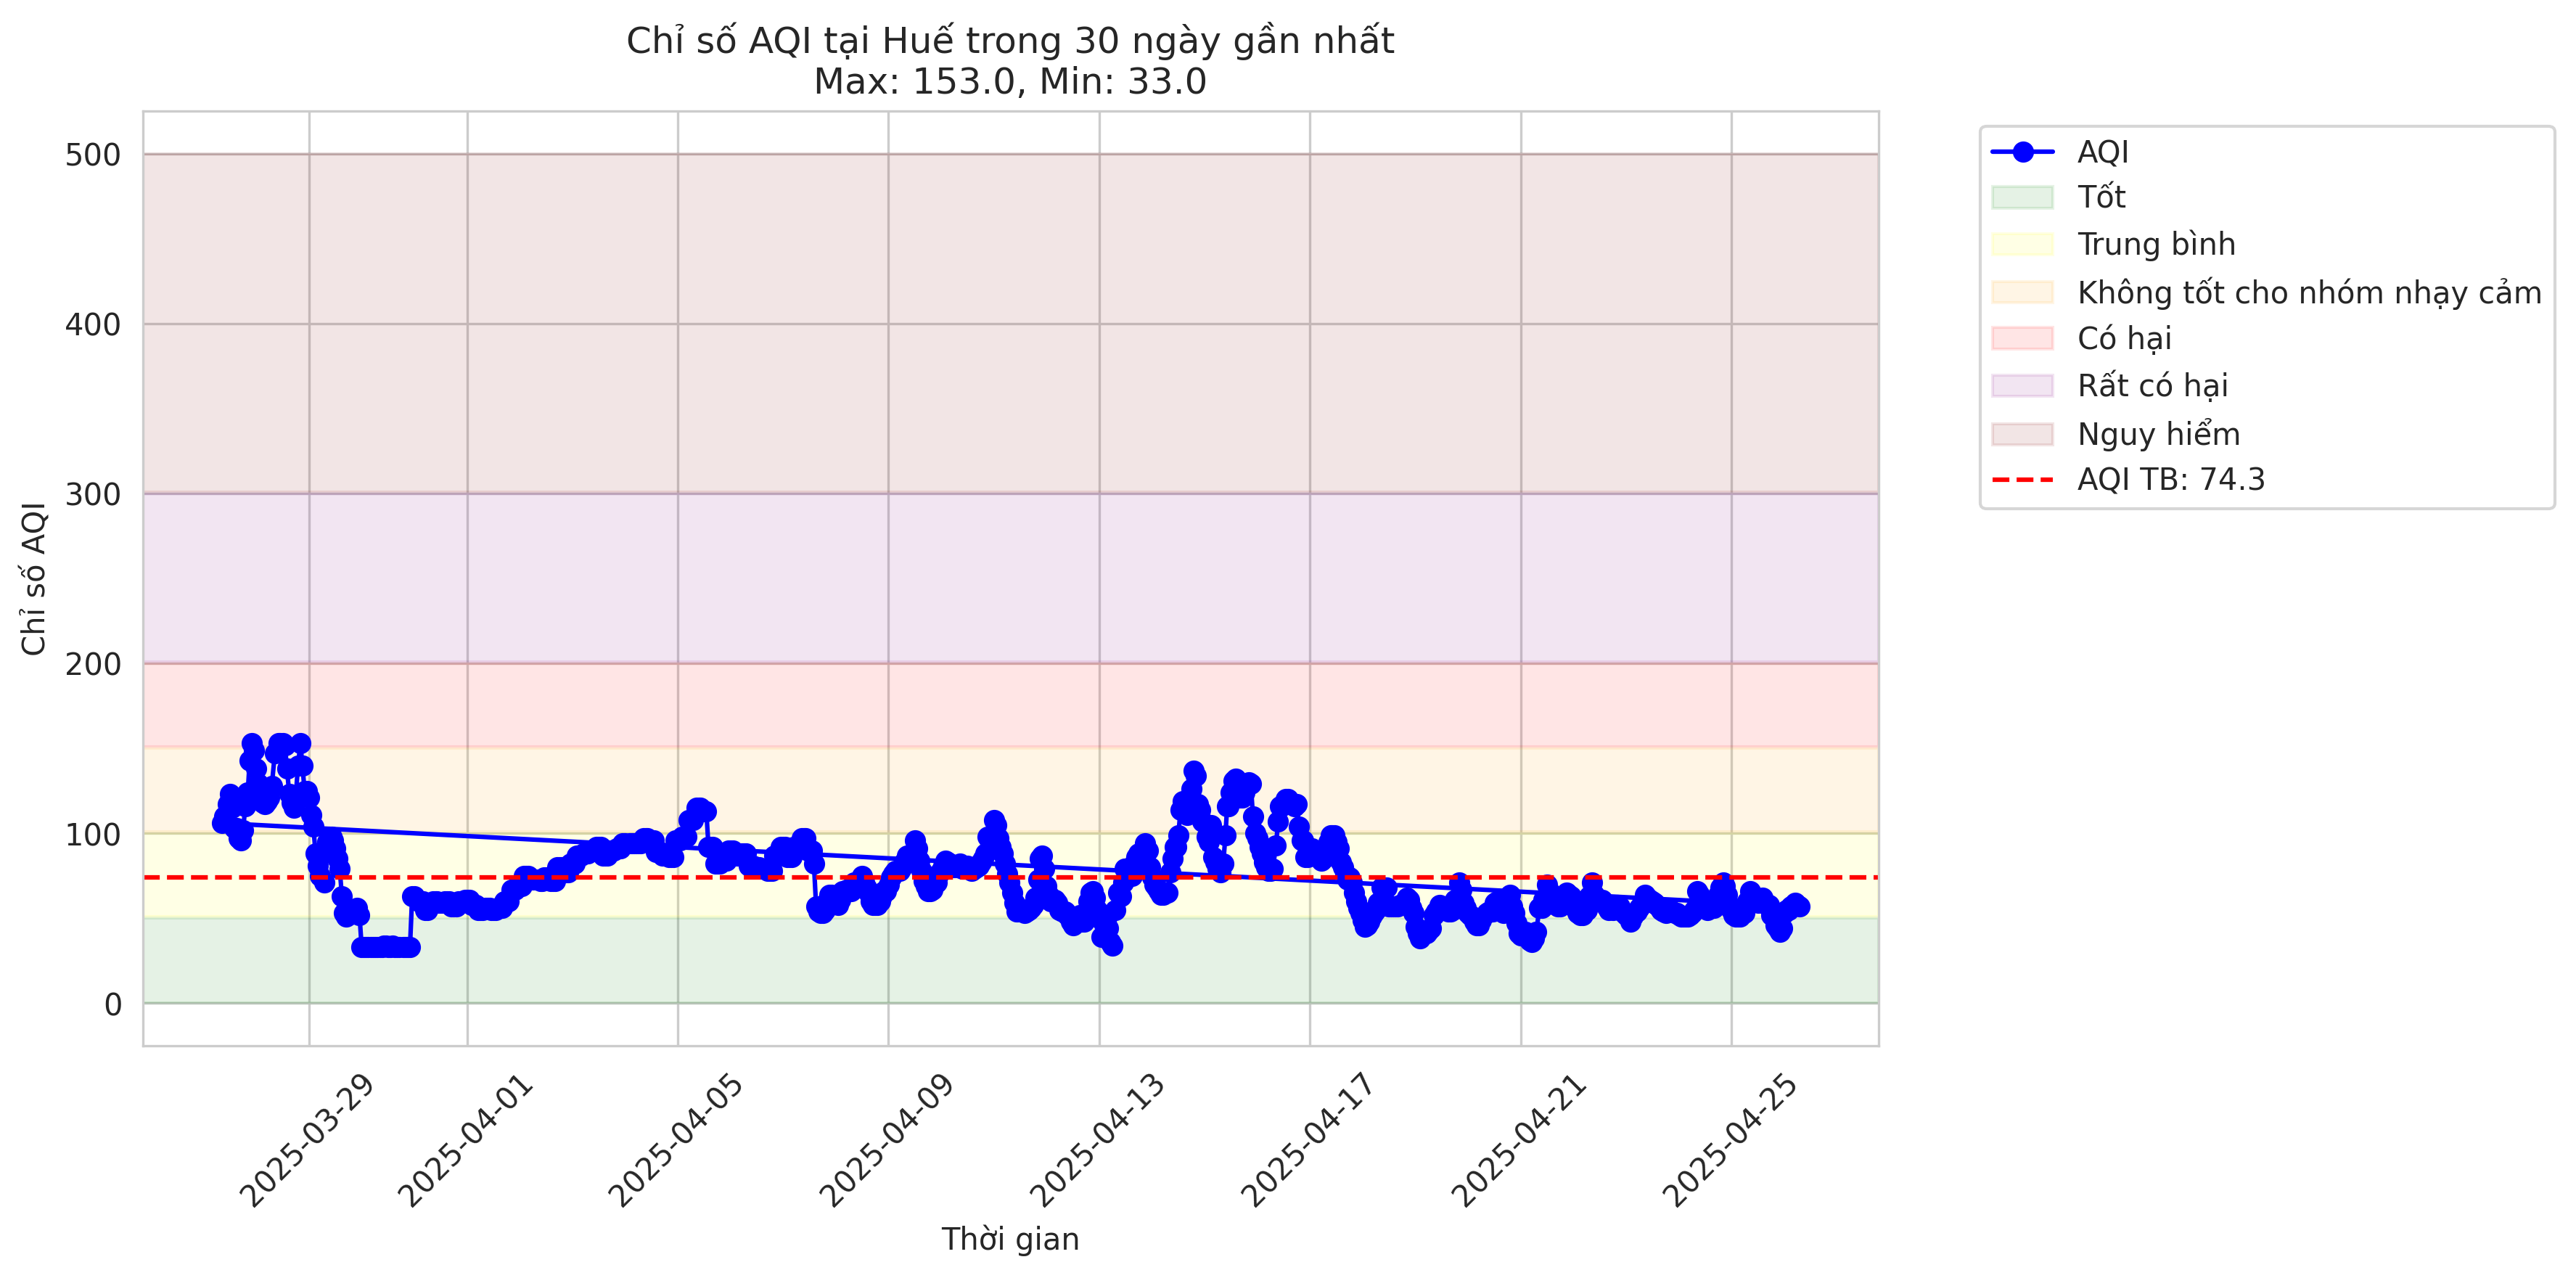 Chỉ số AQI tại Huế trong 30 ngày gần nhất
Max: 153.0, Min: 33.0
Chỉ số AQI
500
400
300
200
100
0
2025-03-29
2025-04-01
2025-04-05
2025-04-09
2025-04-13
2025-04-17
2025-04-21
2025-04-25
Thời gian
AQI
Tốt
Trung bình
Không tốt cho nhóm nhạy cảm
Có hại
Rất có hại
Nguy hiểm
AQI TB: 74.3